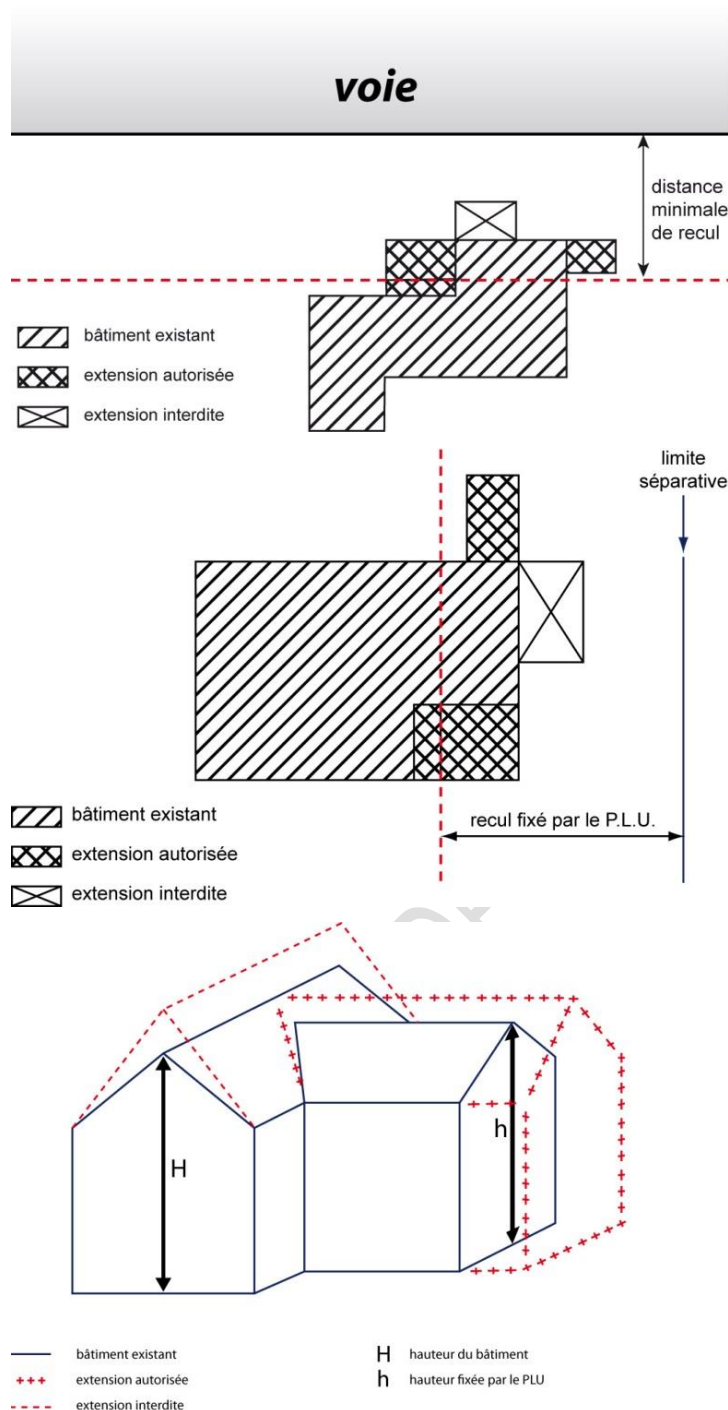 voie
distance
minimale
de recul
bâtiment existant
extension autorisée
extension interdite
limite
séparative
bâtiment existant
recul fixé par le P.L.U.
extension autorisée
extension interdite
H
h
bâtiment existant
H hauteur du bâtiment
+++ extension autorisée
h hauteur fixée par le PLU
extension interdite